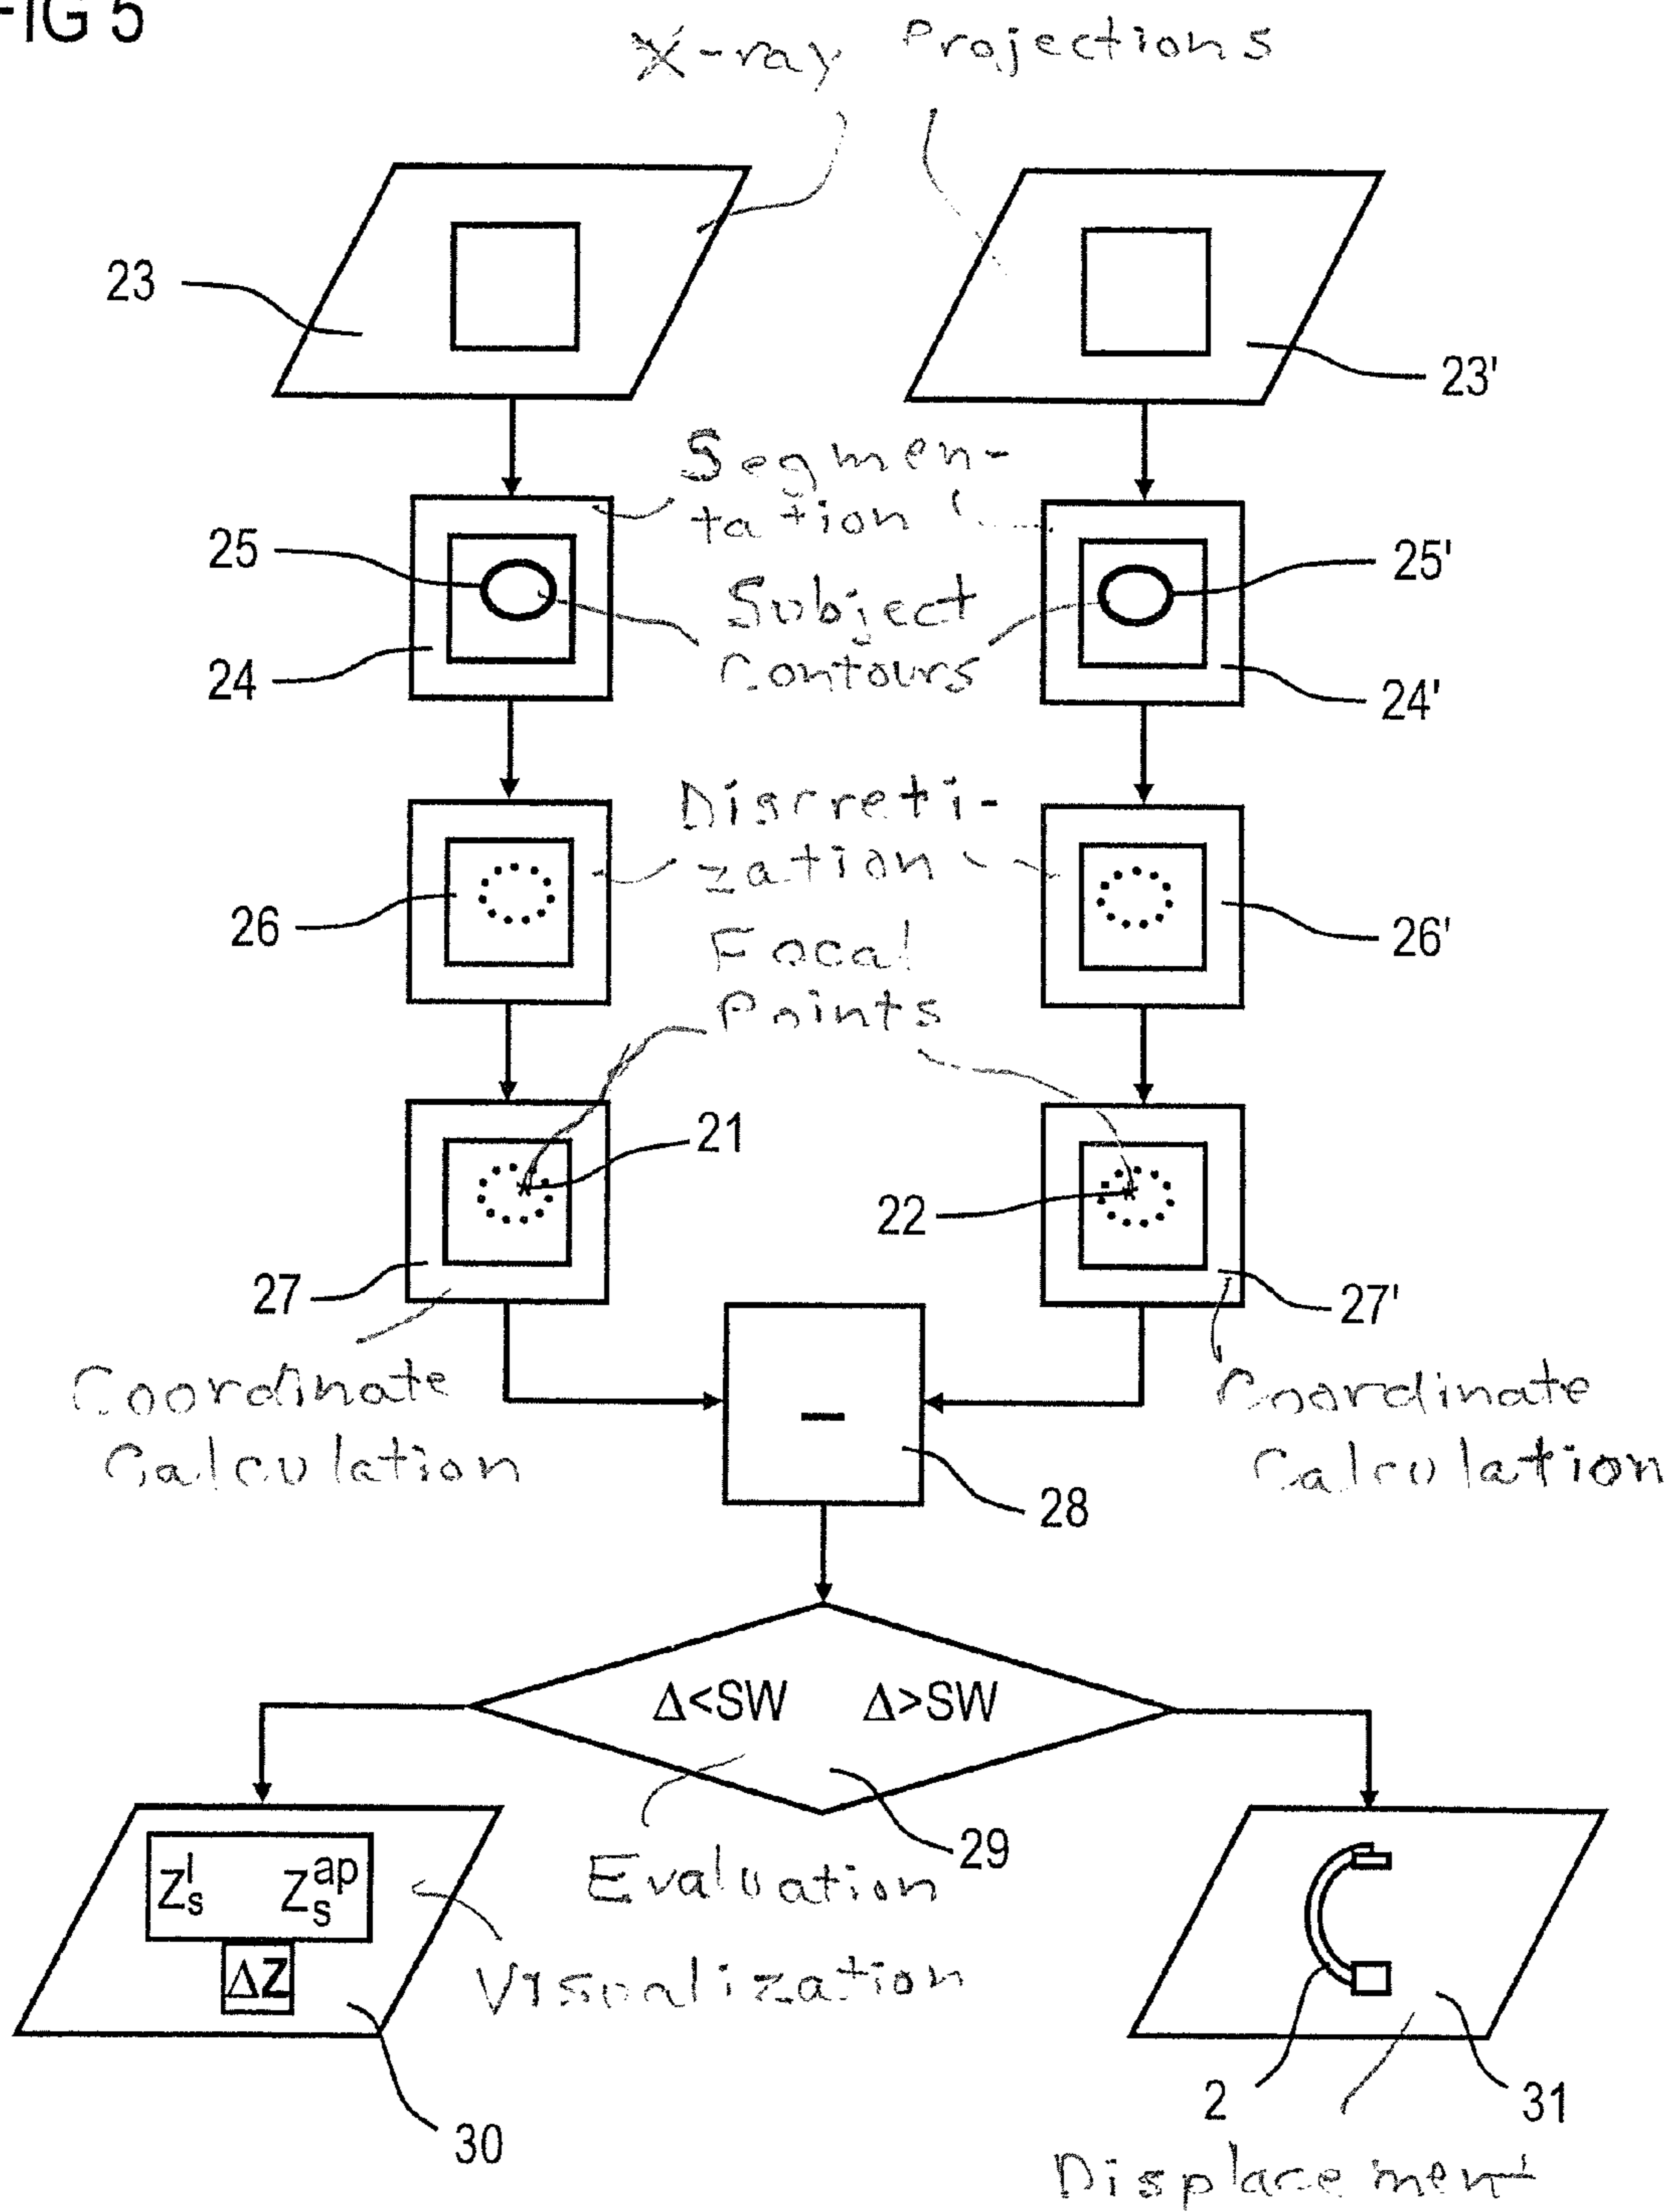 FIG 5
X-ray Projections
23
23'
Segmen-
tation
25
25'
Subject
Contours
24
24'
Discreti-
zation
26
26'
Focal
Points
21
22
27
27'
Coordinate
Calculation
Coordinate
Calculation
–
28
Δ<SW Δ>SW
29
Evaluation
Z_s^l Z_s^ap
ΔZ
Visualization
30
2
31
Displacement